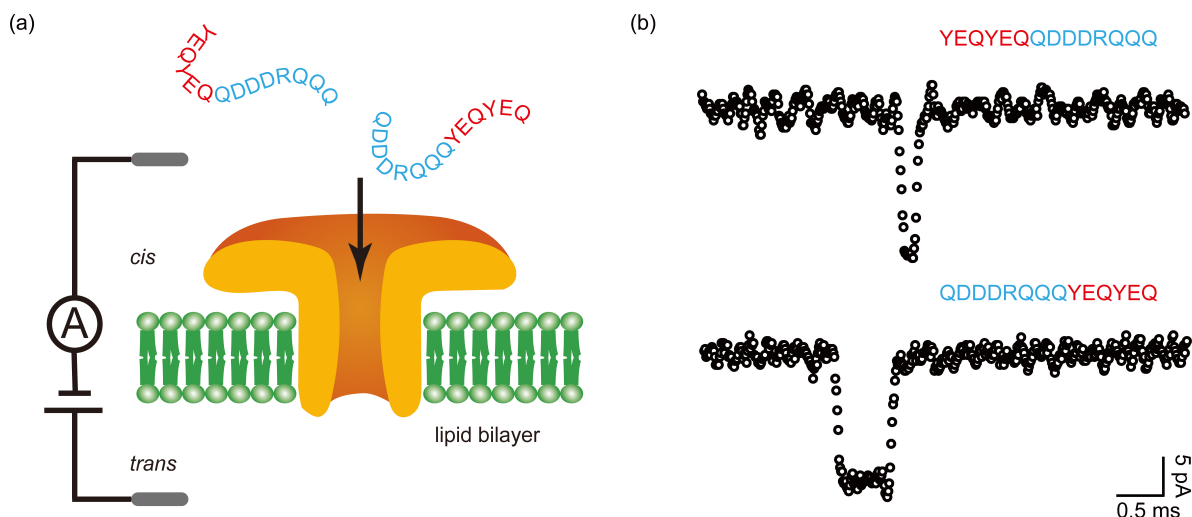 (a)
YEQYEQQDDDRQQQ
QDDDRQQQYEQYEQ
cis
A
trans
lipid bilayer
(b)
YEQYEQQDDDRQQQ
QDDDRQQQYEQYEQ
5 pA
0.5 ms